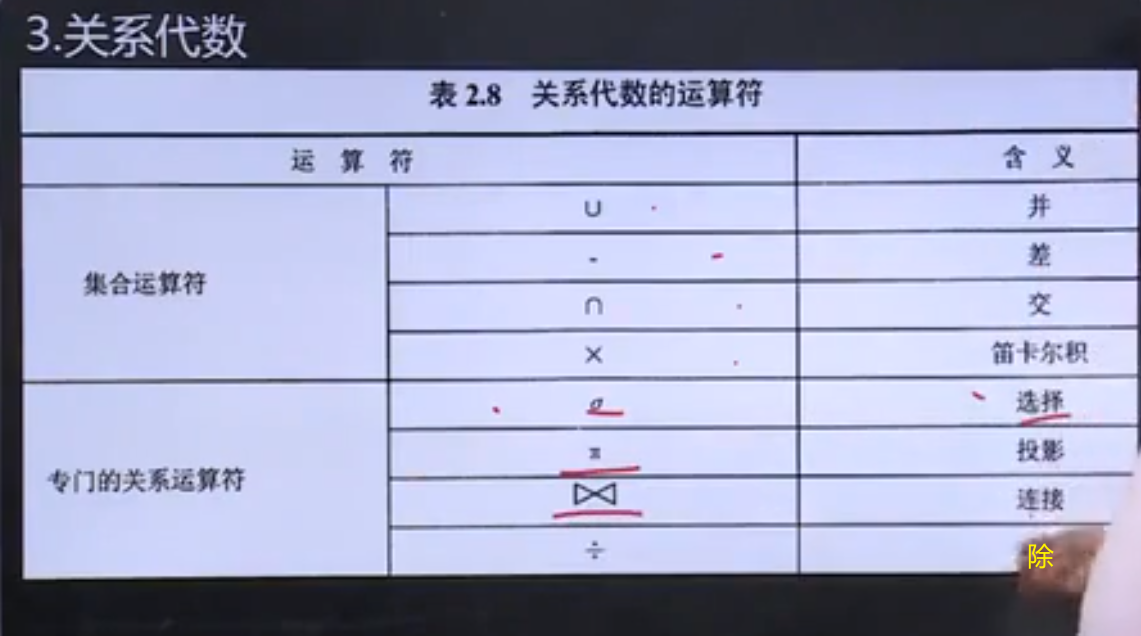 3.关系代数
表 2.8 关系代数的运算符
运 算 符 含 义
集合运算符
∪ 并
- 差
∩ 交
× 笛卡尔积
专门的关系运算符
σ 选择
π 投影
⋈ 连接
÷ 除